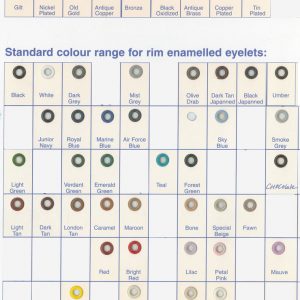 Gilt Nickel Plated Old Gold Antique Copper Bronze Black Oxidized Antique Brass Copper Plated Tin Plated
Standard colour range for rim enamelled eyelets:
Black White Dark Grey Mist Grey Olive Drab Dark Tan Japanned Black Japanned Umber
Junior Navy Royal Blue Marine Blue Air Force Blue Sky Blue Smoke Grey
Light Green Verdent Green Emerald Green Teal Forest Green Chocolate
Light Tan Dark Tan London Tan Caramel Maroon Bone Special Beige Fawn
Red Bright Red Lilac Petal Pink Mauve